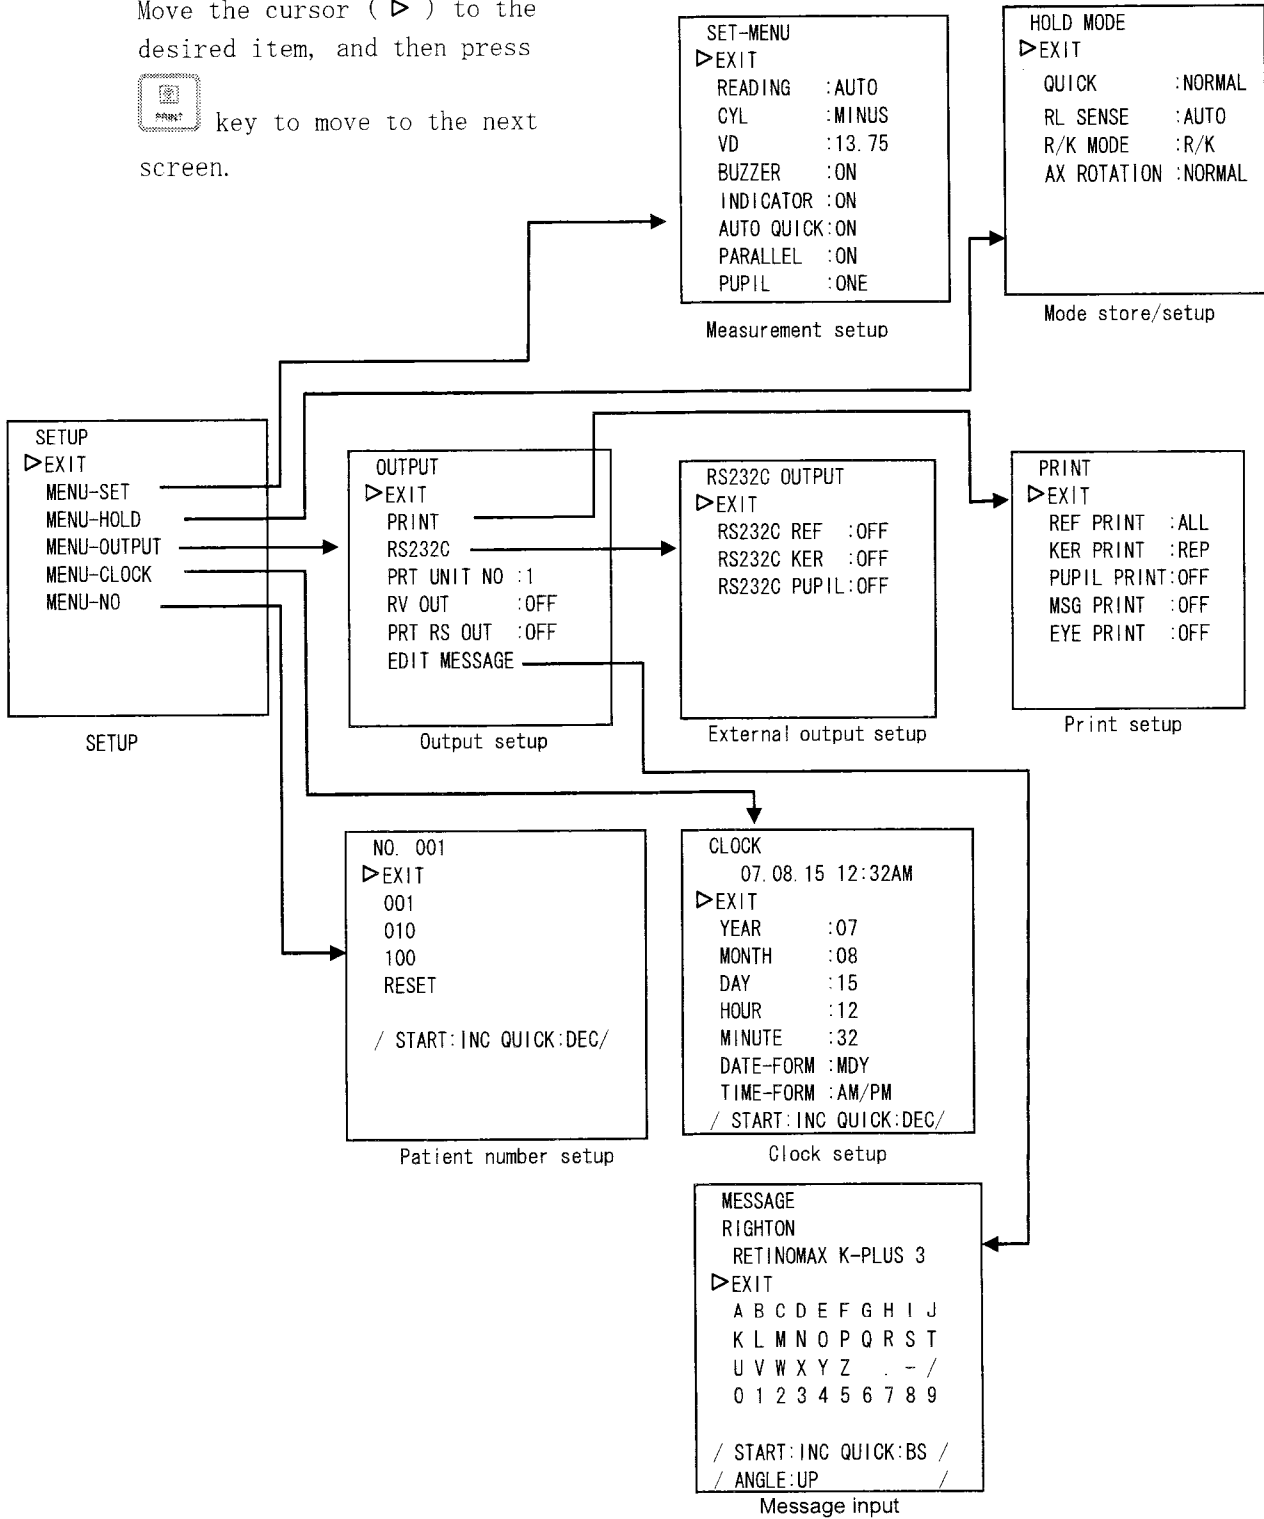 Move the cursor ( ▷ ) to the
desired item, and then press
PRINT
key to move to the next
screen.
SET-MENU
▷EXIT
READING :AUTO
CYL :MINUS
VD :13.75
BUZZER :ON
INDICATOR :ON
AUTO QUICK:ON
PARALLEL :ON
PUPIL :ONE
Measurement setup
HOLD MODE
▷EXIT
QUICK :NORMAL
RL SENSE :AUTO
R/K MODE :R/K
AX ROTATION :NORMAL
Mode store/setup
SETUP
▷EXIT
MENU-SET
MENU-HOLD
MENU-OUTPUT
MENU-CLOCK
MENU-NO
SETUP
OUTPUT
▷EXIT
PRINT
RS232C
PRT UNIT NO :1
RV OUT :OFF
PRT RS OUT :OFF
EDIT MESSAGE
Output setup
RS232C OUTPUT
▷EXIT
RS232C REF :OFF
RS232C KER :OFF
RS232C PUPIL:OFF
External output setup
PRINT
▷EXIT
REF PRINT :ALL
KER PRINT :REP
PUPIL PRINT:OFF
MSG PRINT :OFF
EYE PRINT :OFF
Print setup
NO. 001
▷EXIT
001
010
100
RESET
/ START:INC QUICK:DEC/
Patient number setup
CLOCK
07.08.15 12:32AM
▷EXIT
YEAR :07
MONTH :08
DAY :15
HOUR :12
MINUTE :32
DATE-FORM :MDY
TIME-FORM :AM/PM
/ START:INC QUICK:DEC/
Clock setup
MESSAGE
RIGHTON
RETINOMAX K-PLUS 3
▷EXIT
A B C D E F G H I J
K L M N O P Q R S T
U V W X Y Z . - /
0 1 2 3 4 5 6 7 8 9
/ START:INC QUICK:BS /
/ ANGLE:UP /
Message input